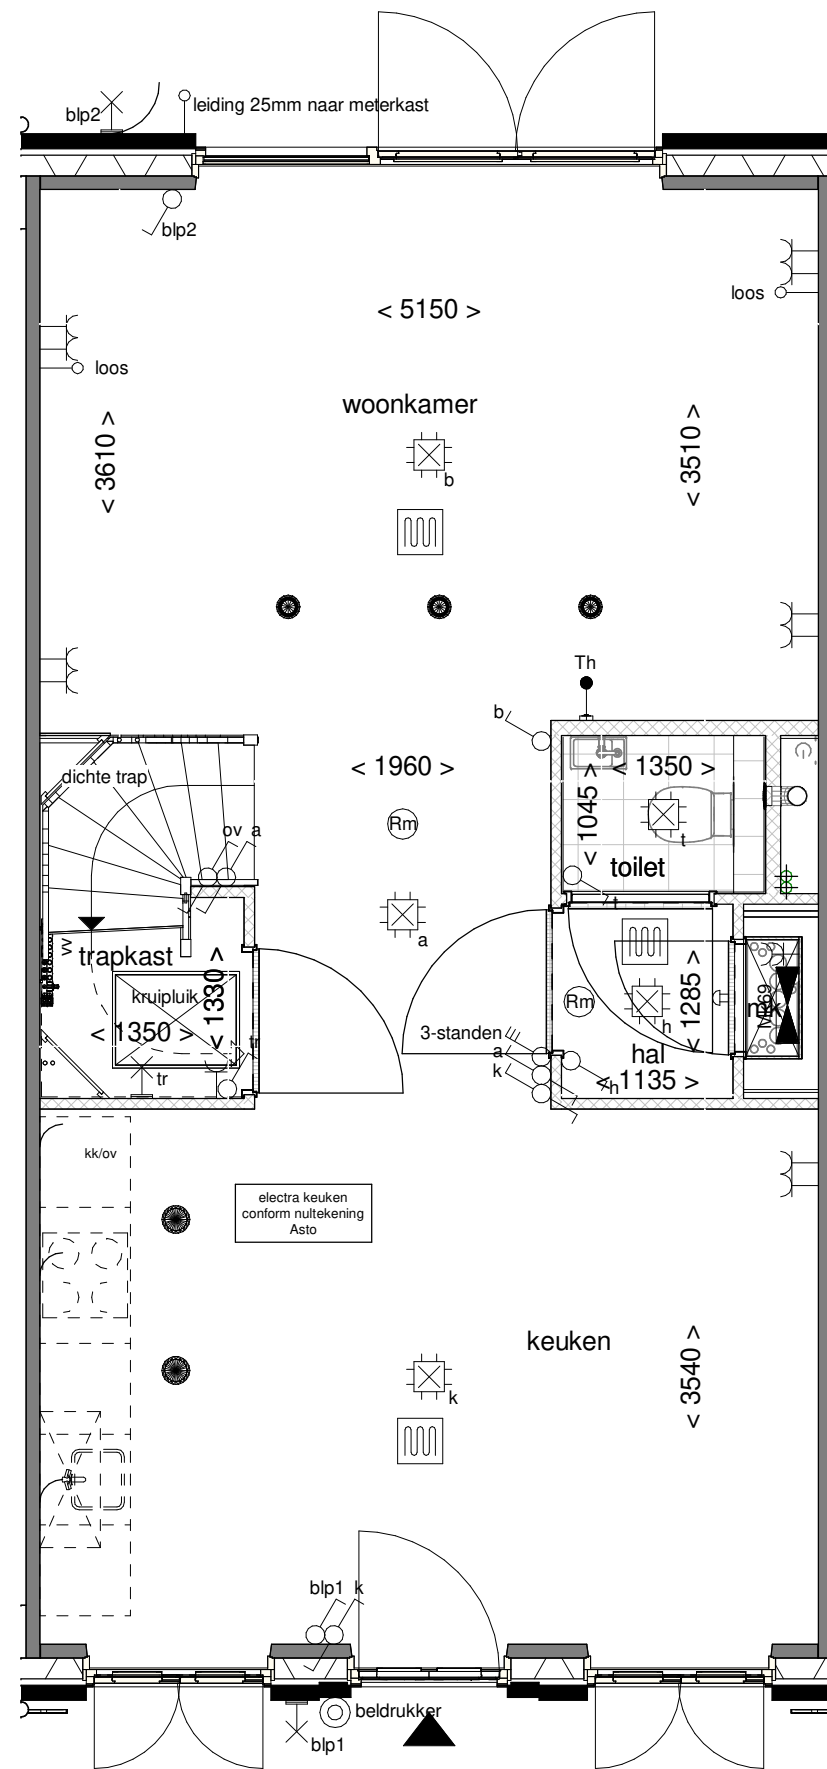 blp2
leiding 25mm naar meterkast
blp2
loos
< 5150 >
loos
woonkamer
< 3610 >
< 3510 >
b
Th
b
dichte trap
< 1960 >
< 1350 >
< 1045 >
ov a
Rm
t
toilet
t
a
vv
trapkast
kruipluik
< 1330 >
< 1350 >
tr
tr
Rm
h
< 1285 >
mk
3-standen
a
k
hal
h
< 1135 >
kk/ov
electra keuken
conform nultekening
Asto
keuken
< 3540 >
k
blp1 k
beldrukker
blp1